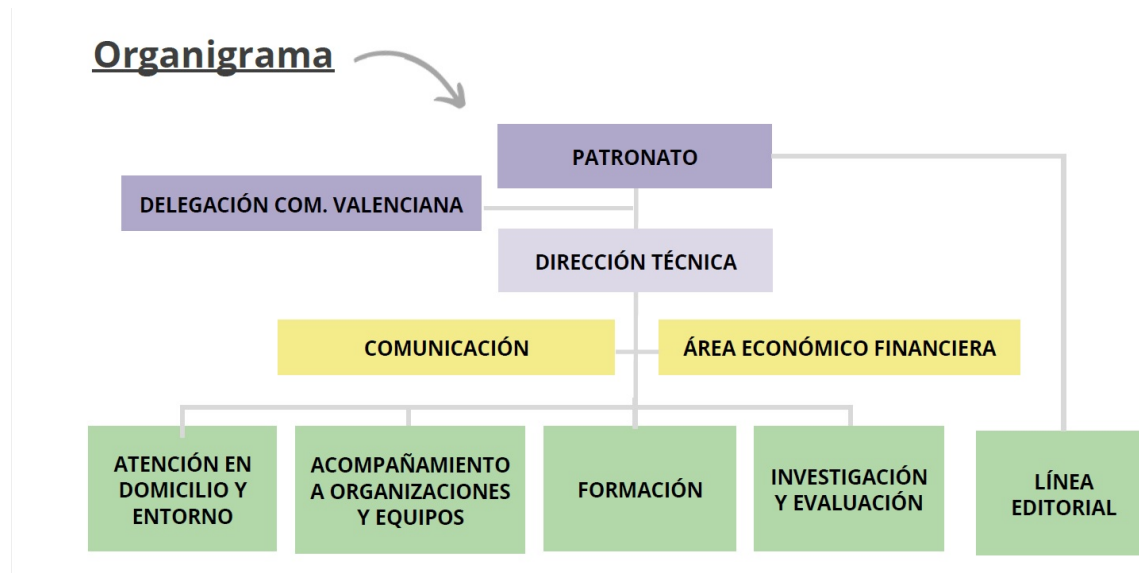 Organigrama
PATRONATO
DELEGACIÓN COM. VALENCIANA
DIRECCIÓN TÉCNICA
COMUNICACIÓN
ÁREA ECONÓMICO FINANCIERA
ATENCIÓN EN
DOMICILIO Y
ENTORNO
ACOMPAÑAMIENTO
A ORGANIZACIONES
Y EQUIPOS
FORMACIÓN
INVESTIGACIÓN
Y EVALUACIÓN
LÍNEA
EDITORIAL